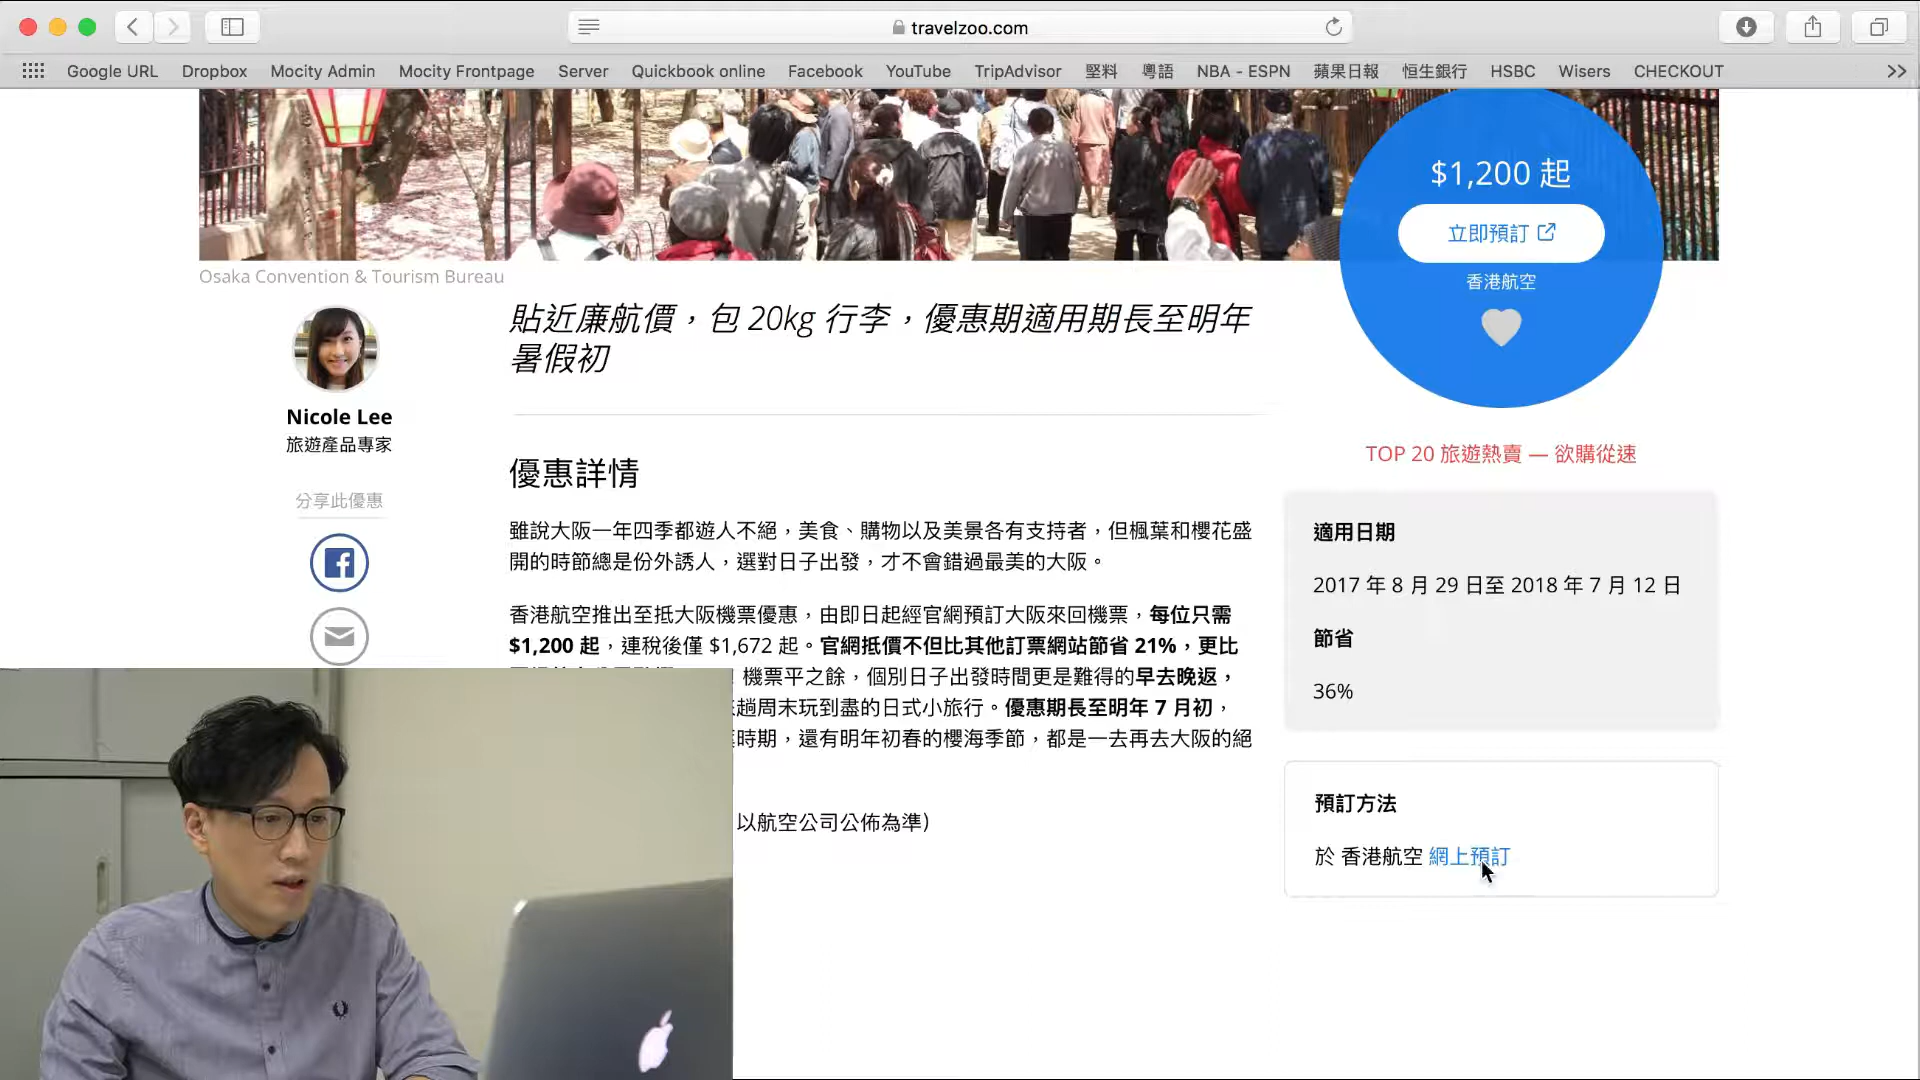 travelzoo.com
Google URL Dropbox Mocity Admin Mocity Frontpage Server Quickbook online Facebook YouTube TripAdvisor 堅料 粵語 NBA - ESPN 蘋果日報 恒生銀行 HSBC Wisers CHECKOUT
$1,200 起
立即預訂
香港航空
Osaka Convention & Tourism Bureau
貼近廉航價，包 20kg 行李，優惠期適用期長至明年
暑假初
Nicole Lee
旅遊產品專家
分享此優惠
TOP 20 旅遊熱賣 — 欲購從速
優惠詳情
雖說大阪一年四季都遊人不絕，美食、購物以及美景各有支持者，但楓葉和櫻花盛
開的時節總是份外誘人，選對日子出發，才不會錯過最美的大阪。
香港航空推出至抵大阪機票優惠，由即日起經官網預訂大阪來回機票，每位只需
$1,200 起，連稅後僅 $1,672 起。官網抵價不但比其他訂票網站節省 21%，更比
機票平之餘，個別日子出發時間更是難得的早去晚返，
趟周末玩到盡的日式小旅行。優惠期長至明年 7 月初，
時期，還有明年初春的櫻海季節，都是一去再去大阪的絕
以航空公司公佈為準)
適用日期
2017 年 8 月 29 日至 2018 年 7 月 12 日
節省
36%
預訂方法
於 香港航空 網上預訂